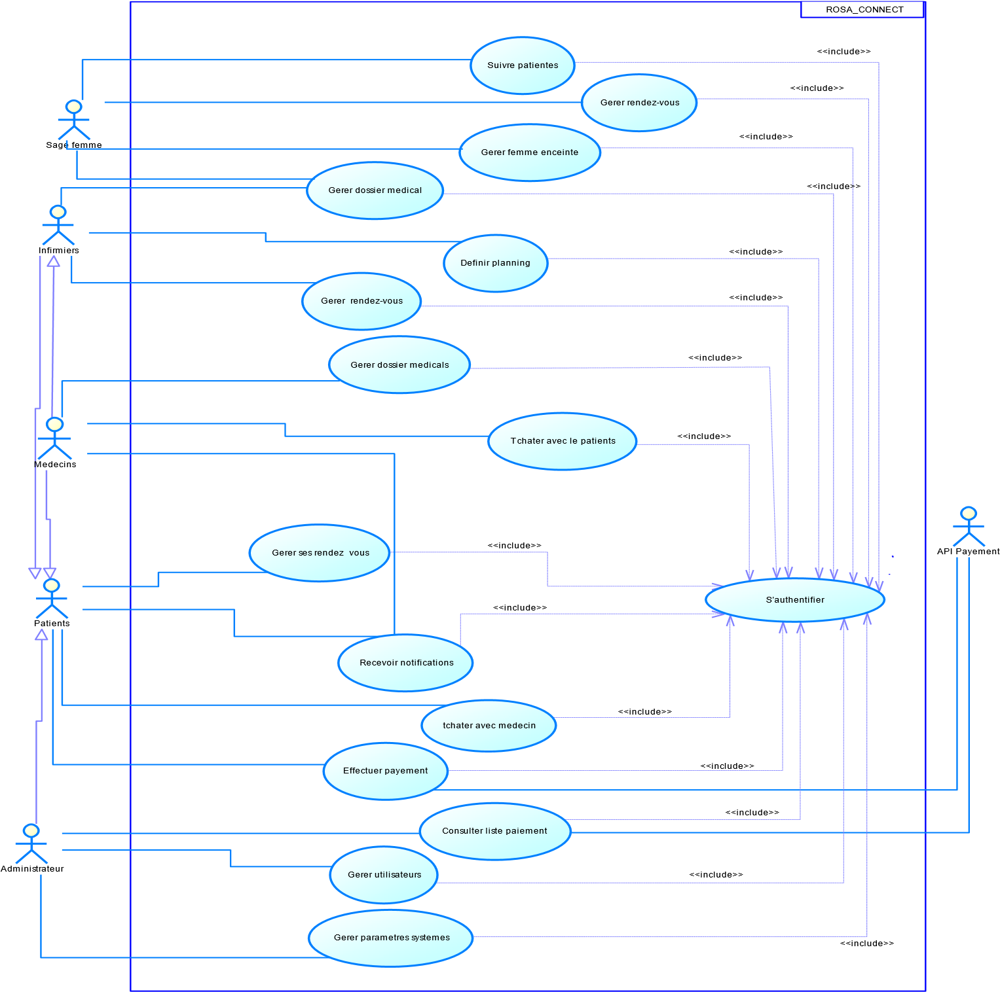 ROSA_CONNECT
<<include>>
Suivre patientes
<<include>>
Gerer rendez-vous
Sage femme
<<include>>
Gerer femme enceinte
<<include>>
Gerer dossier medical
Infirmiers
<<include>>
Definir planning
<<include>>
Gerer  rendez-vous
<<include>>
Gerer dossier medicals
<<include>>
Tchater avec le patients
Medecins
<<include>>
Gerer ses rendez  vous
API Payement
S'authentifier
<<include>>
Patients
Recevoir notifications
<<include>>
tchater avec medecin
<<include>>
Effectuer payement
<<include>>
Consulter liste paiement
Administrateur
<<include>>
Gerer utilisateurs
Gerer parametres systemes
<<include>>